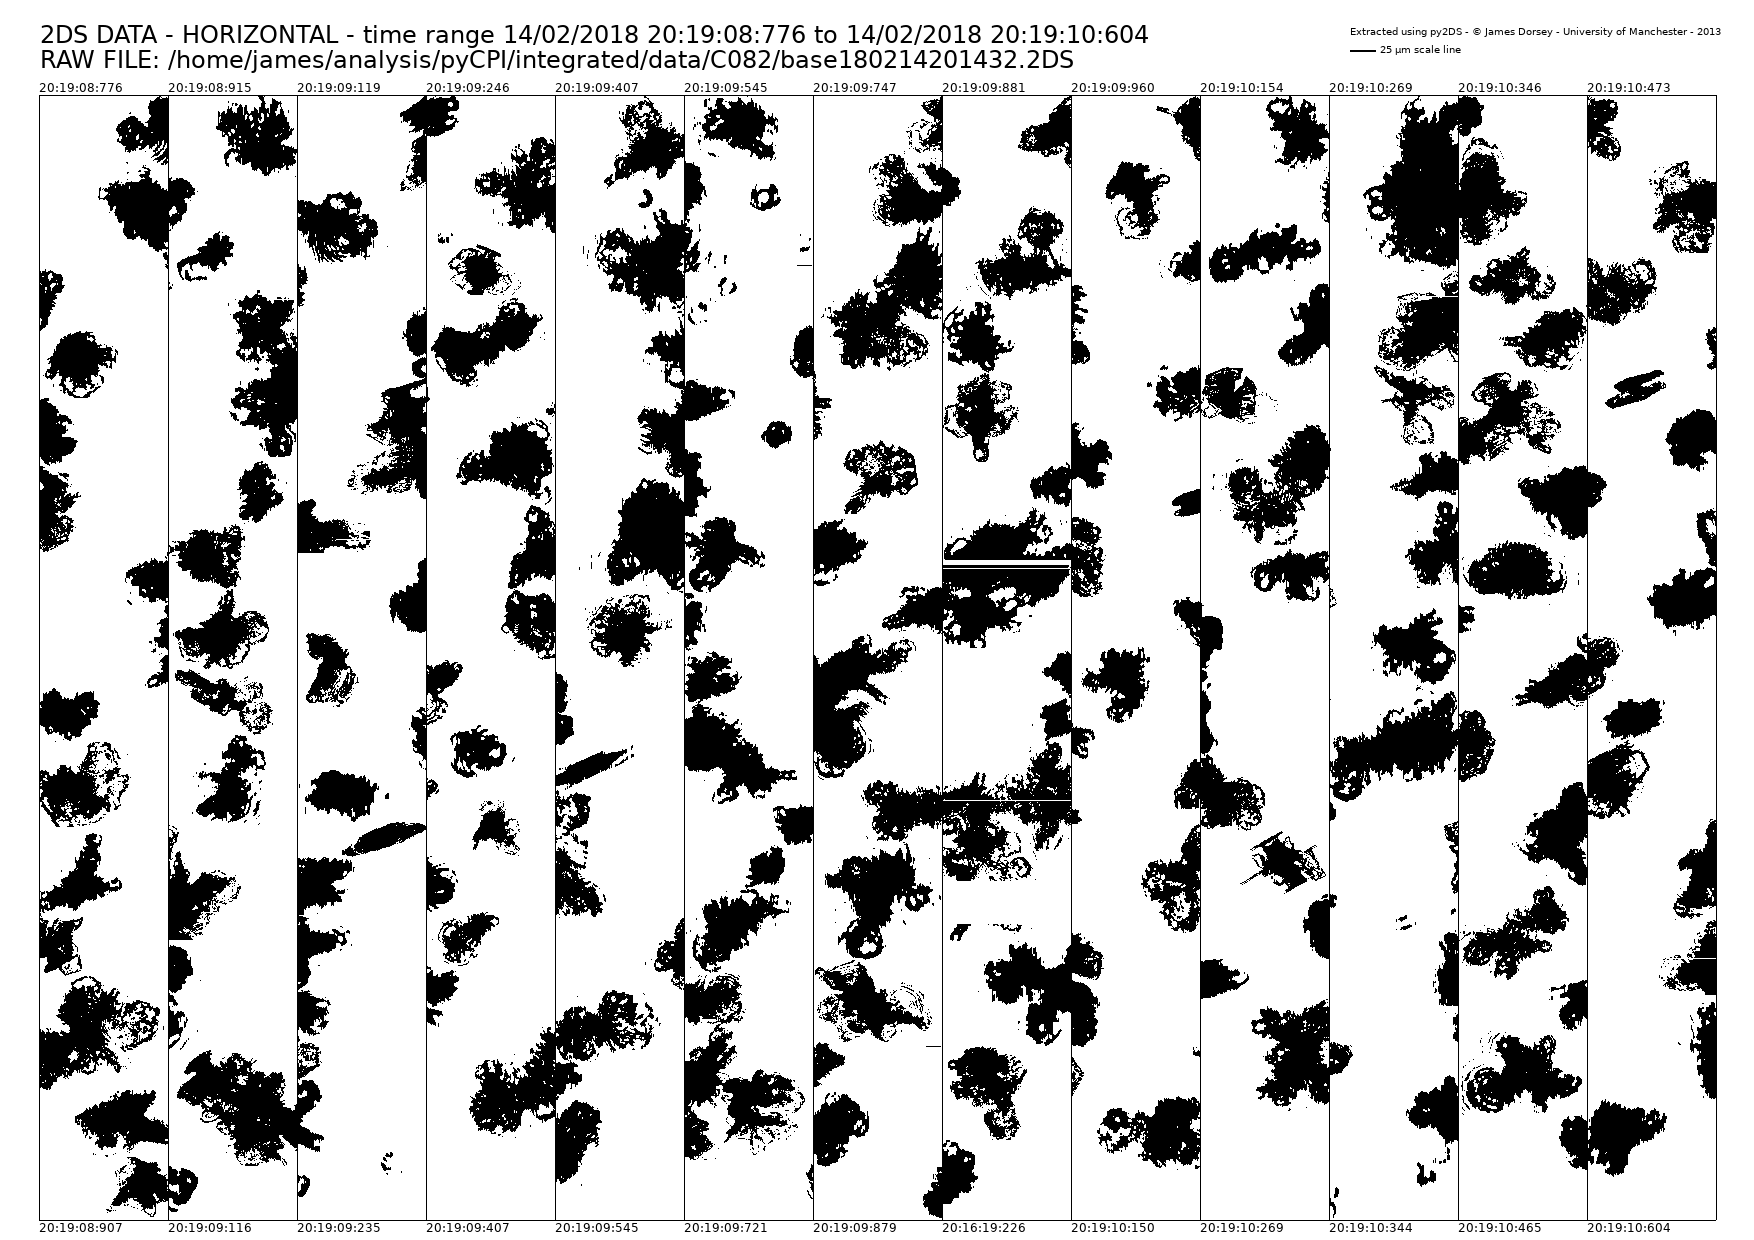 2DS DATA - HORIZONTAL - time range 14/02/2018 20:19:08:776 to 14/02/2018 20:19:10:604
Extracted using py2DS - © James Dorsey - University of Manchester - 2013
25 µm scale line
RAW FILE: /home/james/analysis/pyCPI/integrated/data/C082/base180214201432.2DS
20:19:08:776 20:19:08:915 20:19:09:119 20:19:09:246 20:19:09:407 20:19:09:545 20:19:09:747 20:19:09:881 20:19:09:960 20:19:10:154 20:19:10:269 20:19:10:346 20:19:10:473
20:19:08:907 20:19:09:116 20:19:09:235 20:19:09:407 20:19:09:545 20:19:09:721 20:19:09:879 20:16:19:226 20:19:10:150 20:19:10:269 20:19:10:344 20:19:10:465 20:19:10:604